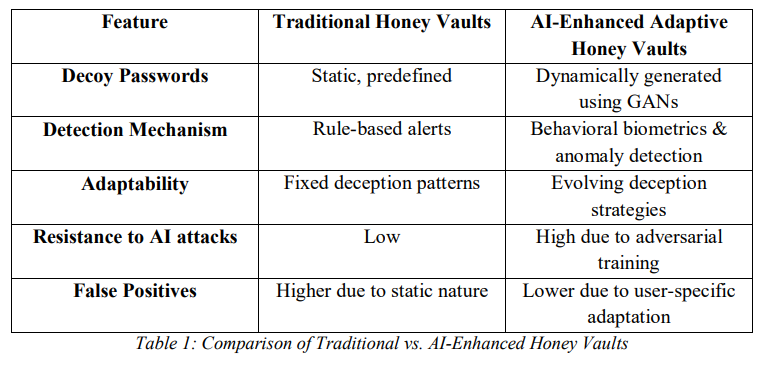 Feature Traditional Honey Vaults AI-Enhanced Adaptive
Honey Vaults
Decoy Passwords Static, predefined Dynamically generated
using GANs
Detection Mechanism Rule-based alerts Behavioral biometrics &
anomaly detection
Adaptability Fixed deception patterns Evolving deception
strategies
Resistance to AI attacks Low High due to adversarial
training
False Positives Higher due to static nature Lower due to user-specific
adaptation
Table 1: Comparison of Traditional vs. AI-Enhanced Honey Vaults